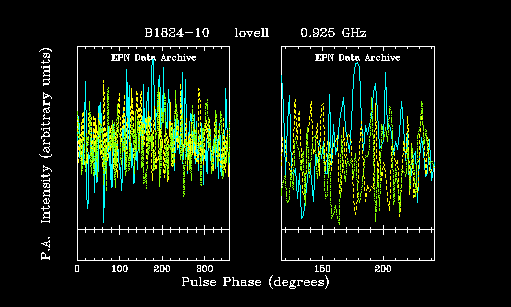 B1824-10 lovell 0.925 GHz
EPN Data Archive EPN Data Archive
P.A. Intensity (arbitrary units)
0 100 200 300 150 200
Pulse Phase (degrees)